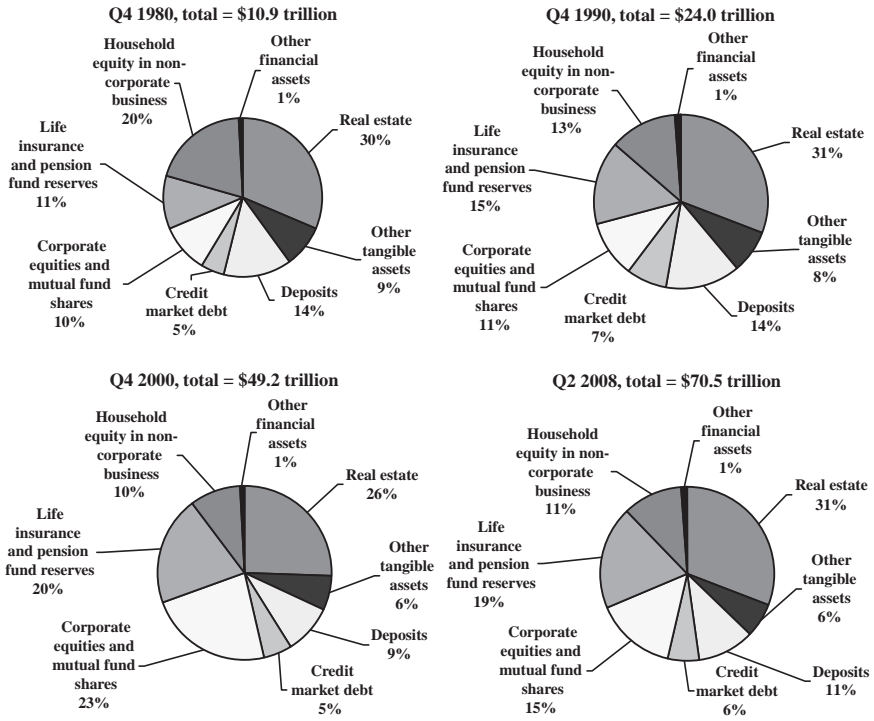 Q4 1980, total = $10.9 trillion
Household
equity in non-
corporate
business
20%
Other
financial
assets
1%
Real estate
30%
Life
insurance
and pension
fund reserves
11%
Other
tangible
assets
9%
Corporate
equities and
mutual fund
shares
10%
Credit
market debt
5%
Deposits
14%
Q4 1990, total = $24.0 trillion
Household
equity in non-
corporate
business
13%
Other
financial
assets
1%
Real estate
31%
Life
insurance
and pension
fund reserves
15%
Other
tangible
assets
8%
Corporate
equities and
mutual fund
shares
11%
Credit
market debt
7%
Deposits
14%
Q4 2000, total = $49.2 trillion
Household
equity in non-
corporate
business
10%
Other
financial
assets
1%
Real estate
26%
Life
insurance
and pension
fund reserves
20%
Other
tangible
assets
6%
Corporate
equities and
mutual fund
shares
23%
Credit
market debt
5%
Deposits
9%
Q2 2008, total = $70.5 trillion
Household
equity in non-
corporate
business
11%
Other
financial
assets
1%
Real estate
31%
Life
insurance
and pension
fund reserves
19%
Other
tangible
assets
6%
Corporate
equities and
mutual fund
shares
15%
Credit
market debt
6%
Deposits
11%